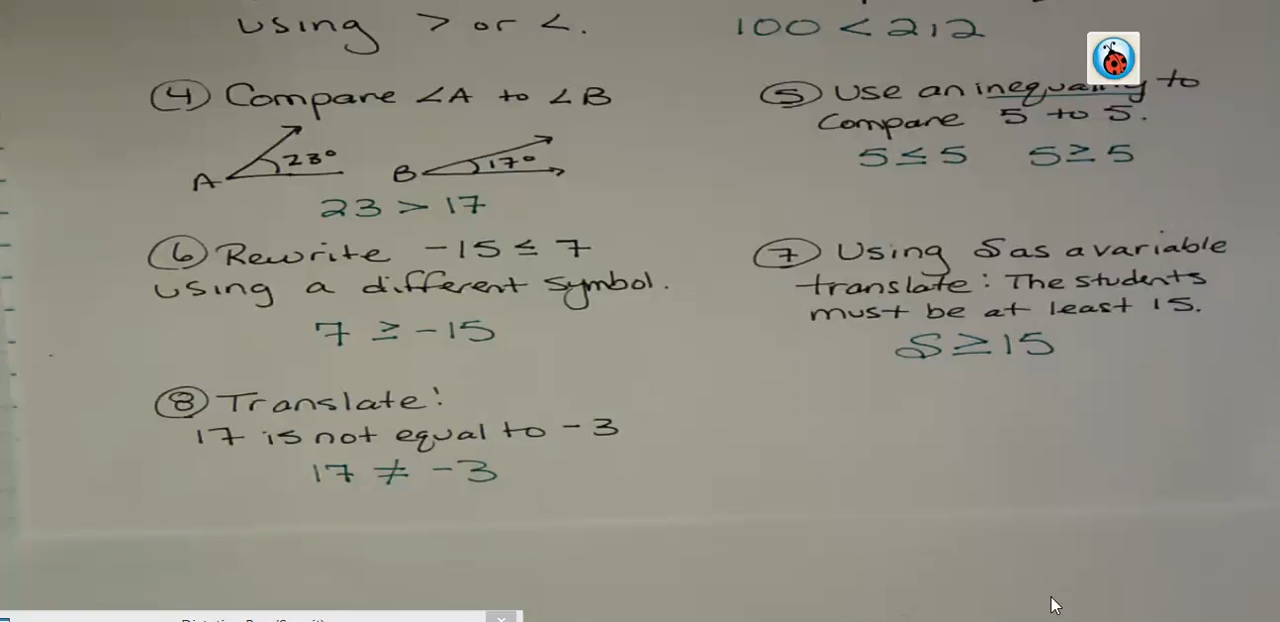 using > or <.
100 < 212
④ Compare ∠A to ∠B
A 23° B 17°
23 > 17
⑤ Use an inequality to
compare 5 to 5.
5 ≤ 5 5 ≥ 5
⑥ Rewrite -15 ≤ 7
using a different symbol.
7 ≥ -15
⑦ Using S as a variable
translate: The students
must be at least 15.
S ≥ 15
⑧ Translate:
17 is not equal to -3
17 ≠ -3